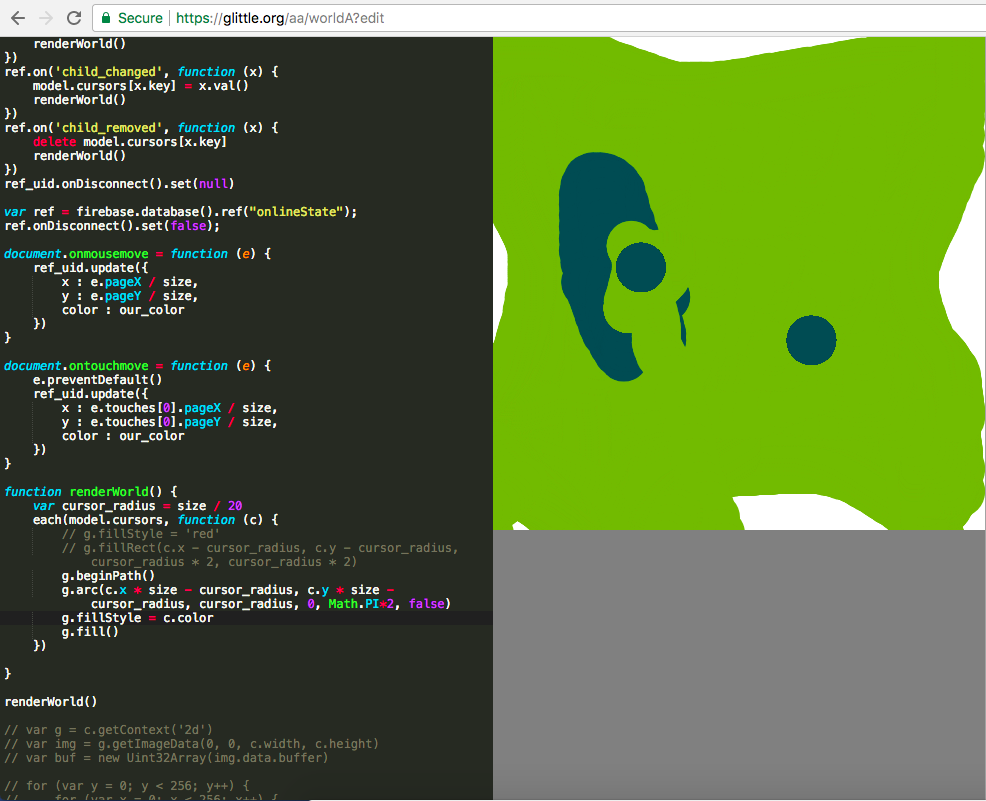 Secure
https://glittle.org/aa/worldA?edit
renderWorld()
})
ref.on('child_changed', function (x) {
model.cursors[x.key] = x.val()
renderWorld()
})
ref.on('child_removed', function (x) {
delete model.cursors[x.key]
renderWorld()
})
ref_uid.onDisconnect().set(null)
var ref = firebase.database().ref("onlineState");
ref.onDisconnect().set(false);
document.onmousemove = function (e) {
ref_uid.update({
x : e.pageX / size,
y : e.pageY / size,
color : our_color
})
}
document.ontouchmove = function (e) {
e.preventDefault()
ref_uid.update({
x : e.touches[0].pageX / size,
y : e.touches[0].pageY / size,
color : our_color
})
}
function renderWorld() {
var cursor_radius = size / 20
each(model.cursors, function (c) {
// g.fillStyle = 'red'
// g.fillRect(c.x - cursor_radius, c.y - cursor_radius,
cursor_radius * 2, cursor_radius * 2)
g.beginPath()
g.arc(c.x * size - cursor_radius, c.y * size -
cursor_radius, cursor_radius, 0, Math.PI*2, false)
g.fillStyle = c.color
g.fill()
})
}
renderWorld()
// var g = c.getContext('2d')
// var img = g.getImageData(0, 0, c.width, c.height)
// var buf = new Uint32Array(img.data.buffer)
// for (var y = 0; y < 256; y++) {
// for (var x = 0; x < 256; x++) {